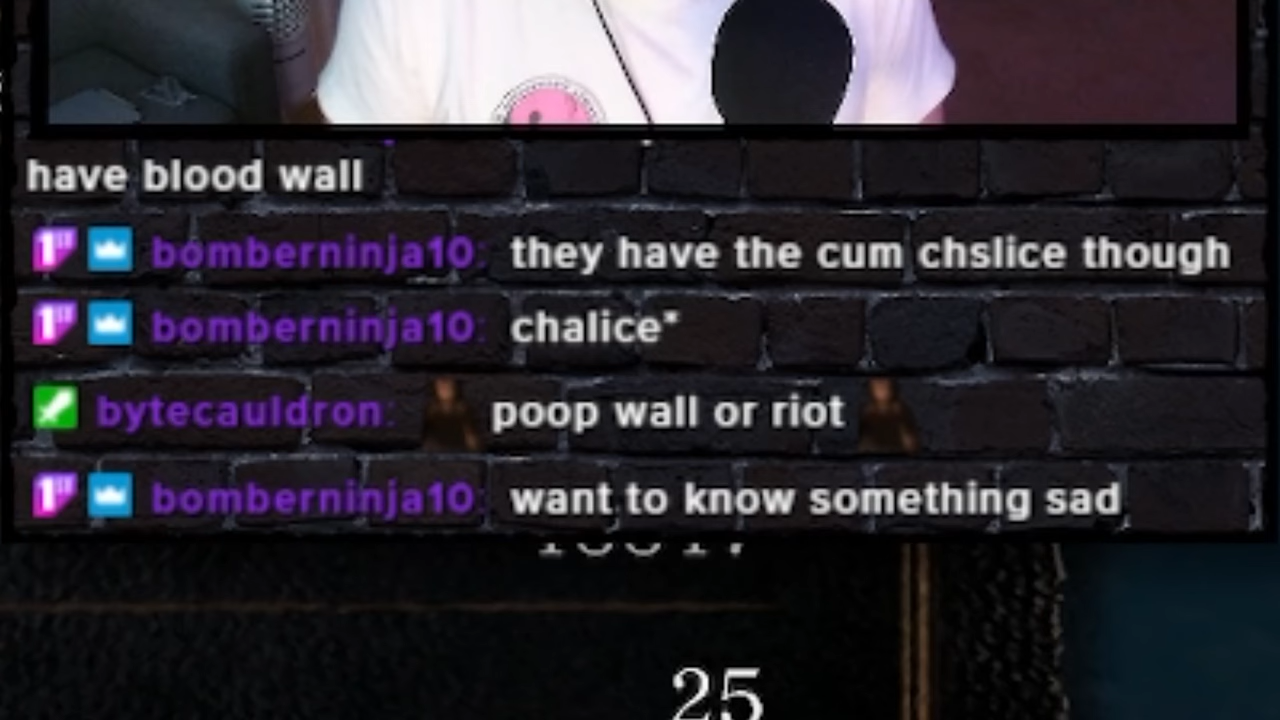 have blood wall
bomberninja10: they have the cum chslice though
bomberninja10: chalice*
bytecauldron: poop wall or riot
bomberninja10: want to know something sad
25